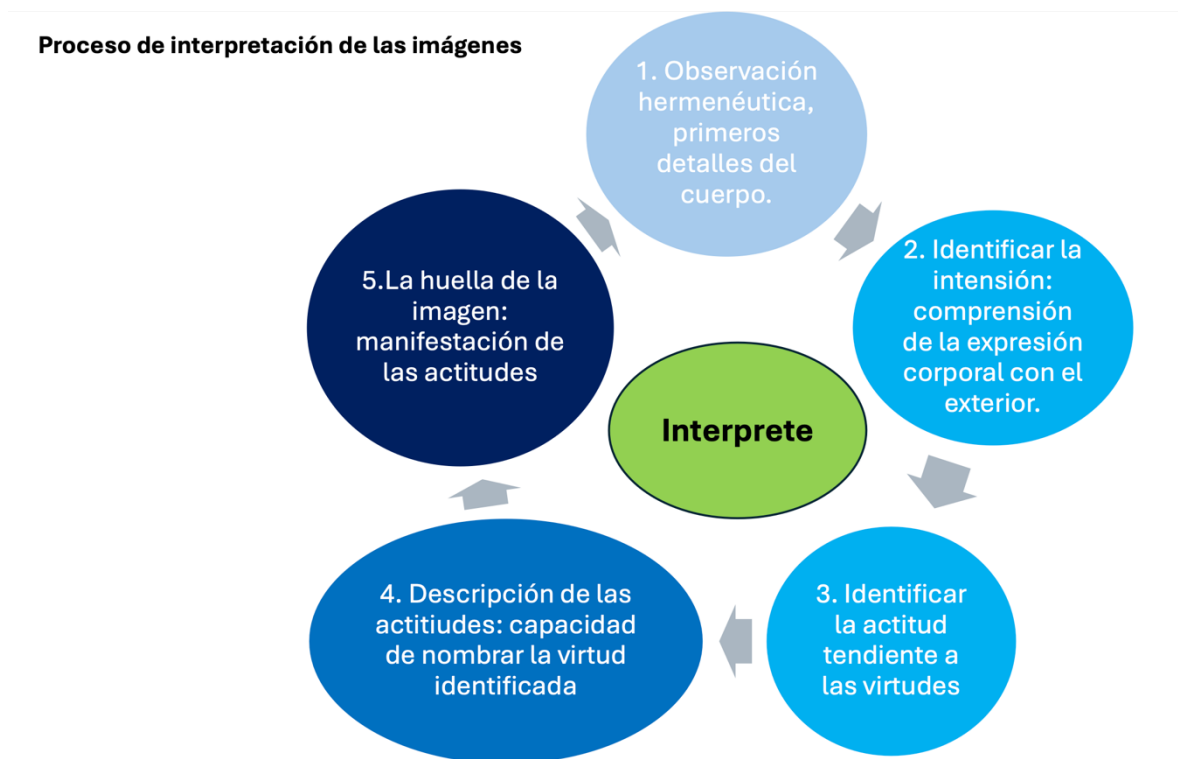 Proceso de interpretación de las imágenes
1. Observación
hermenéutica,
primeros
detalles del
cuerpo.
2. Identificar la
intensión:
comprensión
de la expresión
corporal con el
exterior.
3. Identificar
la actitud
tendiente a
las virtudes
4. Descripción de las
actitiudes: capacidad
de nombrar la virtud
identificada
5.La huella de la
imagen:
manifestación de
las actitudes
Interprete